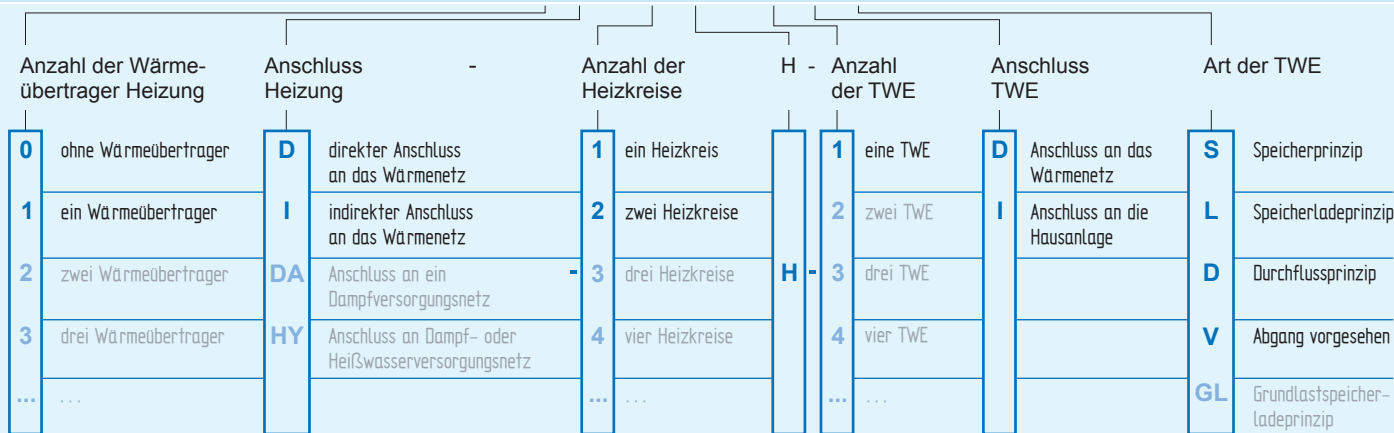 Anzahl der Wärme-
übertrager Heizung
Anschluss -
Heizung
Anzahl der
Heizkreise
H -
Anzahl
der TWE
Anschluss
TWE
Art der TWE
0 ohne Wärmeübertrager
D direkter Anschluss
an das Wärmenetz
1 ein Heizkreis
1 eine TWE
D Anschluss an das
Wärmenetz
S Speicherprinzip
1 ein Wärmeübertrager
I indirekter Anschluss
an das Wärmenetz
2 zwei Heizkreise
2 zwei TWE
I Anschluss an die
Hausanlage
L Speicherladeprinzip
2 zwei Wärmeübertrager
DA Anschluss an ein
Dampfversorgungsnetz
- 3 drei Heizkreise
H -
3 drei TWE
D Durchflussprinzip
3 drei Wärmeübertrager
HY Anschluss an Dampf- oder
Heißwasserversorgungsnetz
4 vier Heizkreise
4 vier TWE
V Abgang vorgesehen
... ...
... ...
... ...
GL Grundlastspeicher-
ladeprinzip